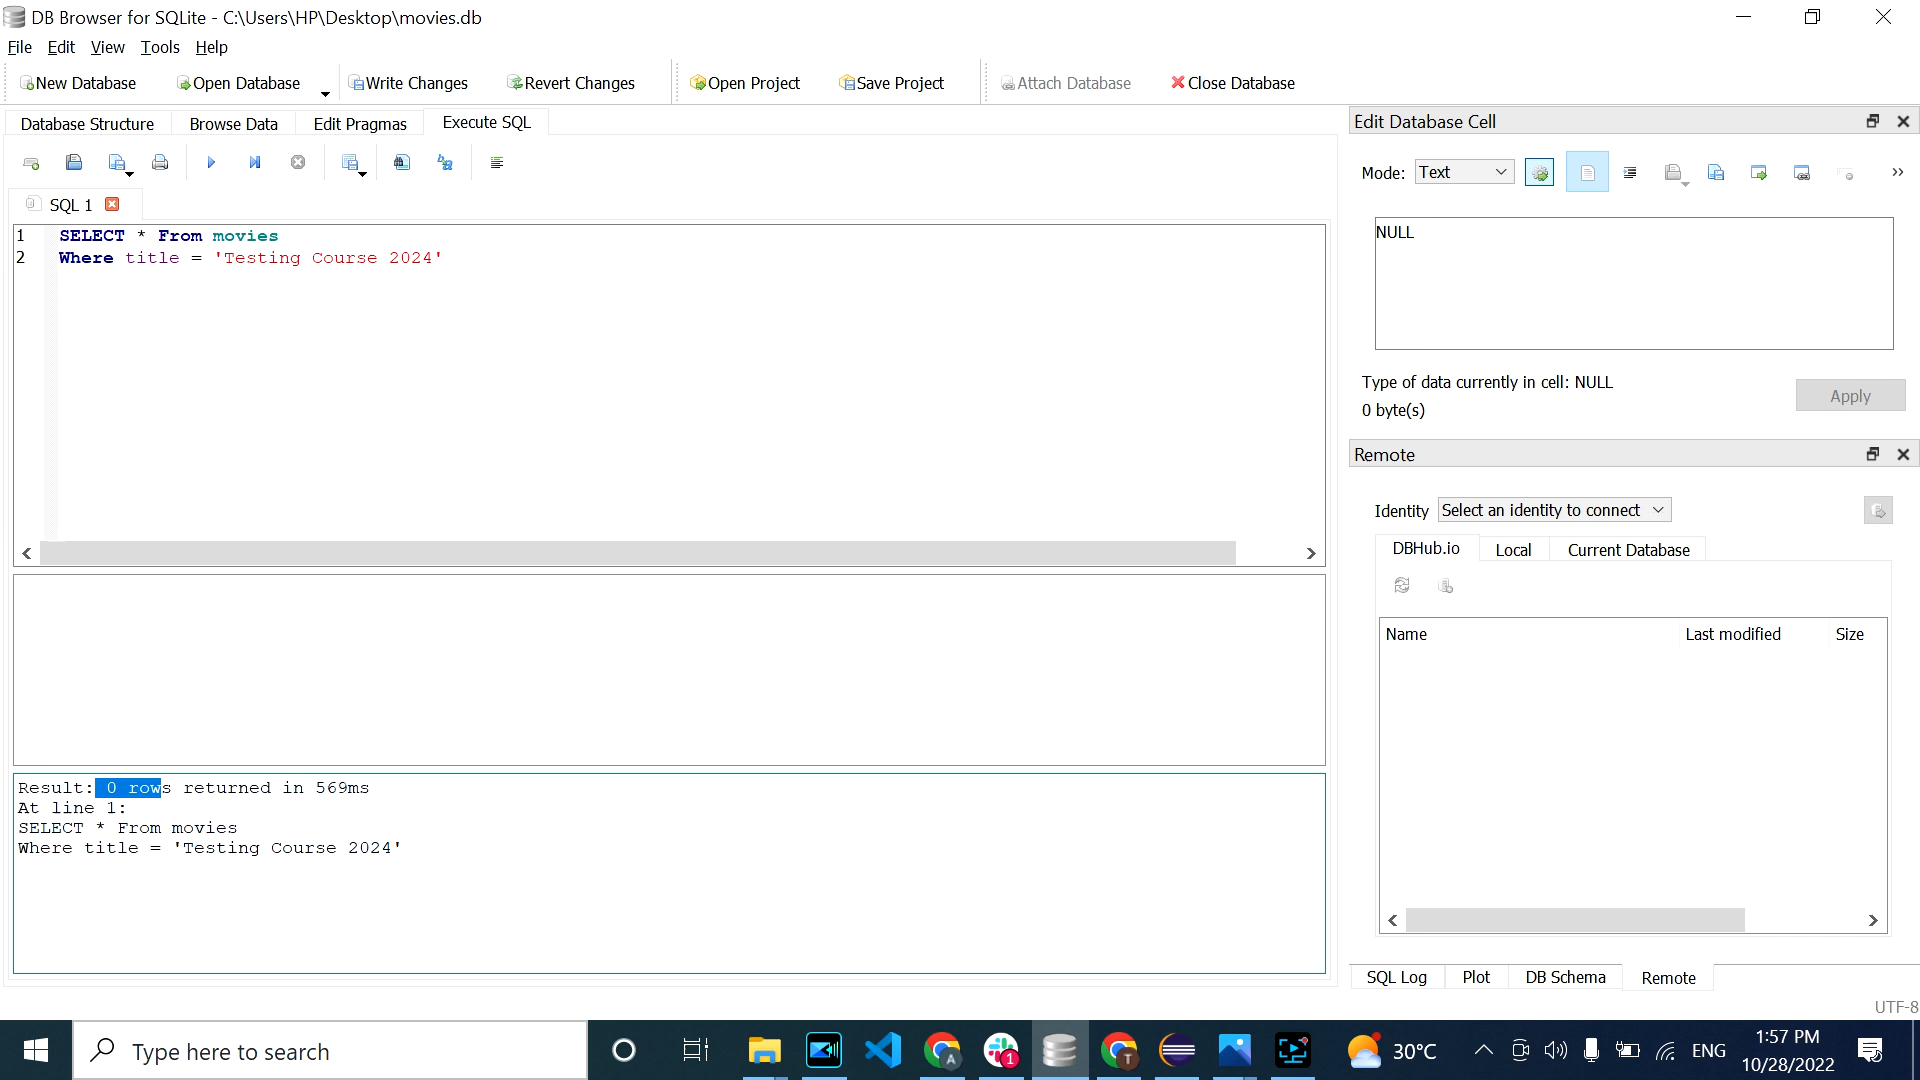 DB Browser for SQLite - C:\Users\HP\Desktop\movies.db
File Edit View Tools Help
New Database Open Database Write Changes Revert Changes Open Project Save Project Attach Database Close Database
Database Structure Browse Data Edit Pragmas Execute SQL
SQL 1
1 SELECT * From movies
2 Where title = 'Testing Course 2024'
Result: 0 rows returned in 569ms
At line 1:
SELECT * From movies
Where title = 'Testing Course 2024'
Edit Database Cell
Mode: Text
NULL
Type of data currently in cell: NULL
0 byte(s)
Apply
Remote
Identity Select an identity to connect
DBHub.io Local Current Database
Name Last modified Size
SQL Log Plot DB Schema Remote
UTF-8
Type here to search
A
1
T
30°C
ENG
1:57 PM
10/28/2022